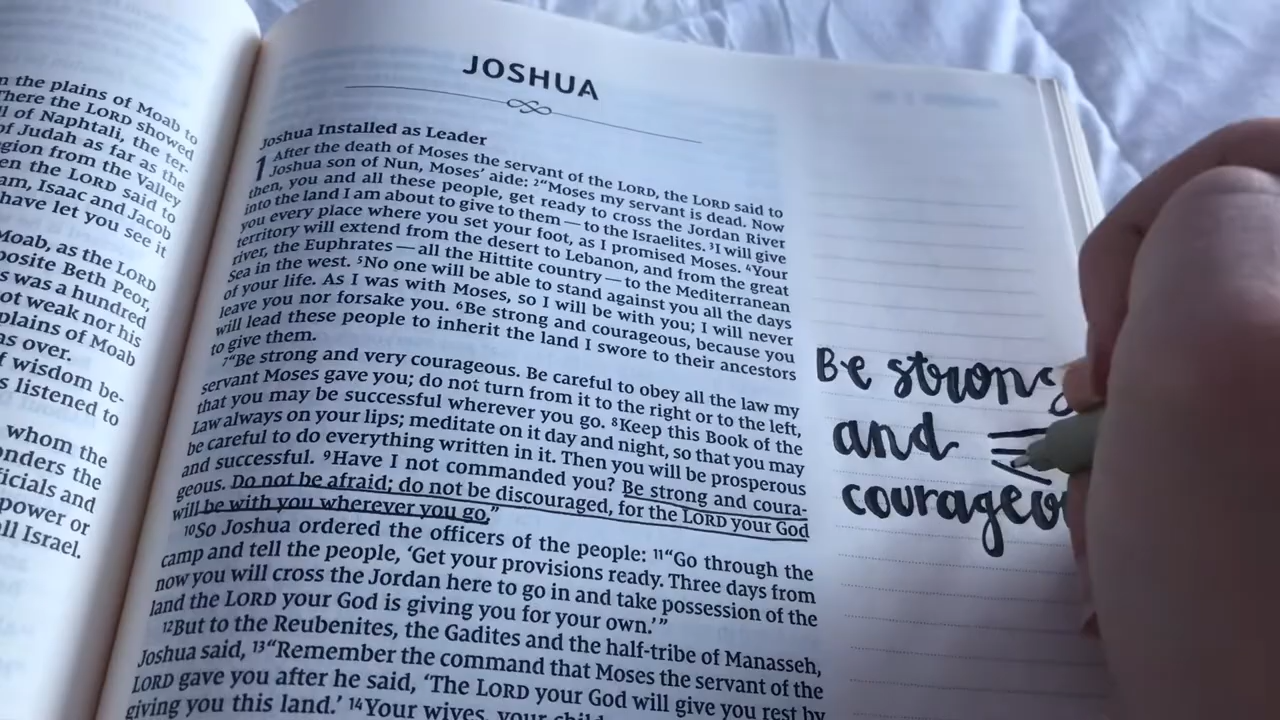 n the plains of Moab to
There the LORD showed
l of Naphtali, the ter-
of Judah as far as the
gion from the Valley
en the LORD said to
am, Isaac and Jacob
have let you see it
Moab, as the LORD
posite Beth Peor,
s was a hundred
ot weak nor his
plains of Moab
as over.
f wisdom be-
s listened to
whom the
onders the
icials and
power or
ll Israel.
JOSHUA
Joshua Installed as Leader
1 After the death of Moses the servant of the LORD, the LORD said to
Joshua son of Nun, Moses’ aide: 2“Moses my servant is dead. Now
then, you and all these people, get ready to cross the Jordan River
into the land I am about to give to them — to the Israelites. 3I will give
you every place where you set your foot, as I promised Moses. 4Your
territory will extend from the desert to Lebanon, and from the great
river, the Euphrates — all the Hittite country — to the Mediterranean
Sea in the west. 5No one will be able to stand against you all the days
of your life. As I was with Moses, so I will be with you; I will never
leave you nor forsake you. 6Be strong and courageous, because you
will lead these people to inherit the land I swore to their ancestors
to give them.
7“Be strong and very courageous. Be careful to obey all the law my
servant Moses gave you; do not turn from it to the right or to the left,
that you may be successful wherever you go. 8Keep this Book of the
Law always on your lips; meditate on it day and night, so that you may
be careful to do everything written in it. Then you will be prosperous
and successful. 9Have I not commanded you? Be strong and coura-
geous. Do not be afraid; do not be discouraged, for the LORD your God
will be with you wherever you go.”
10So Joshua ordered the officers of the people: 11“Go through the
camp and tell the people, ‘Get your provisions ready. Three days from
now you will cross the Jordan here to go in and take possession of the
land the LORD your God is giving you for your own.’”
12But to the Reubenites, the Gadites and the half-tribe of Manasseh,
Joshua said, 13“Remember the command that Moses the servant of the
LORD gave you after he said, ‘The LORD your God will give you rest by
giving you this land.’ 14Your wives, your
Be strong
and
courageou